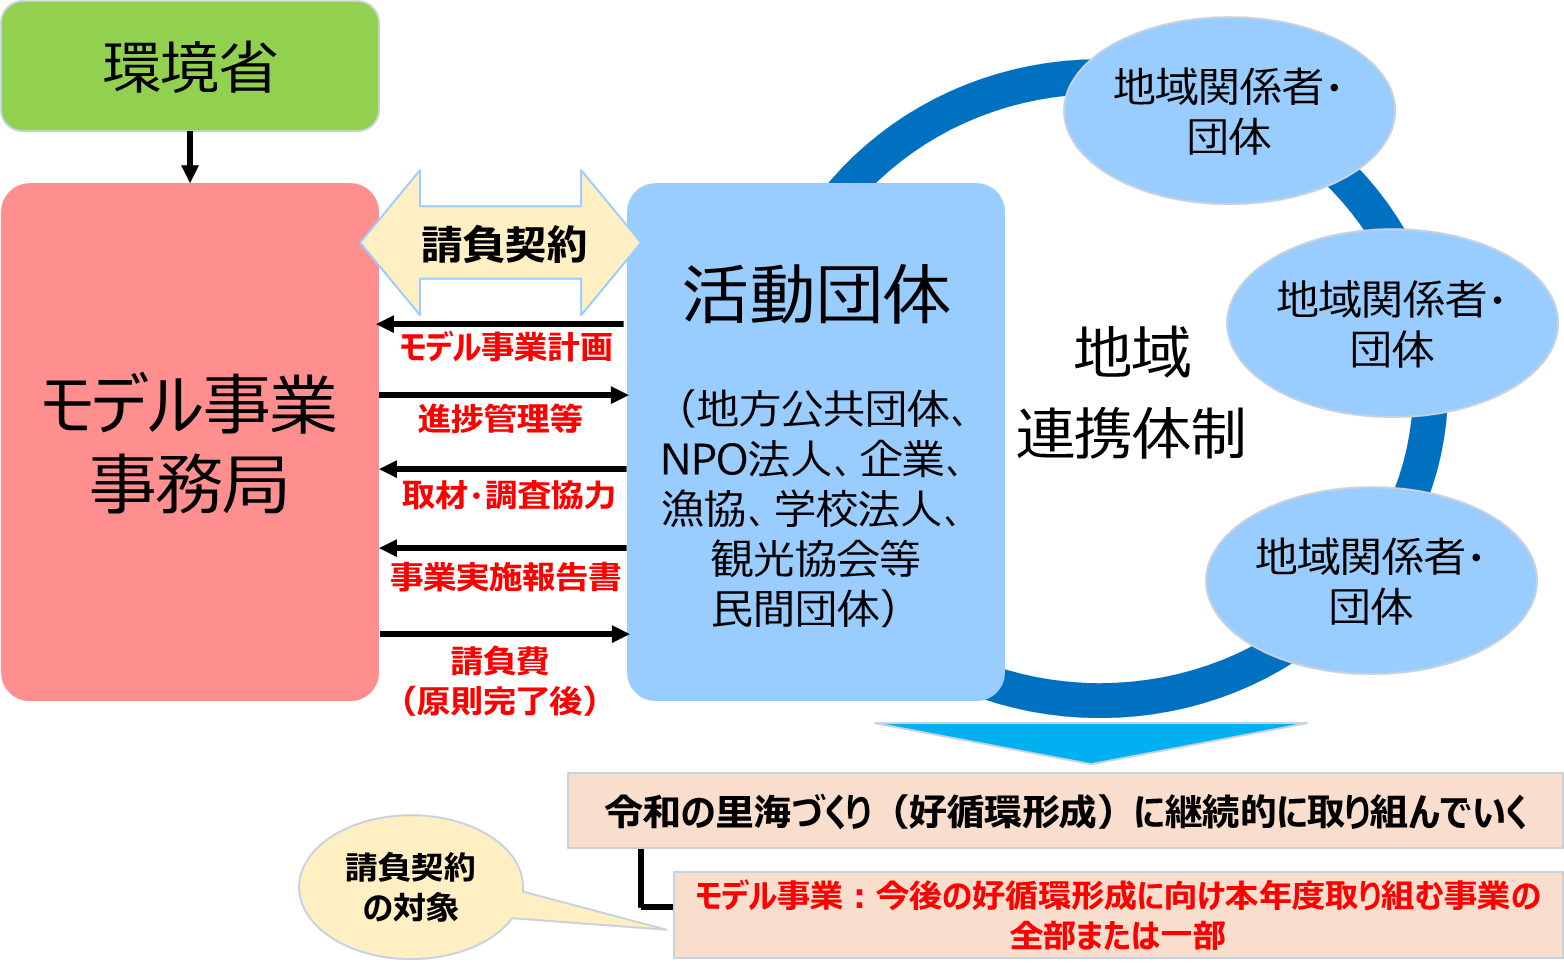 環境省
モデル事業
事務局
請負契約
モデル事業計画
進捗管理等
取材・調査協力
事業実施報告書
請負費
（原則完了後）
活動団体
（地方公共団体、
NPO法人、企業、
漁協、学校法人、
観光協会等
民間団体）
地域
連携体制
地域関係者・
団体
地域関係者・
団体
地域関係者・
団体
令和の里海づくり（好循環形成）に継続的に取り組んでいく
請負契約
の対象
モデル事業：今後の好循環形成に向け本年度取り組む事業の
全部または一部